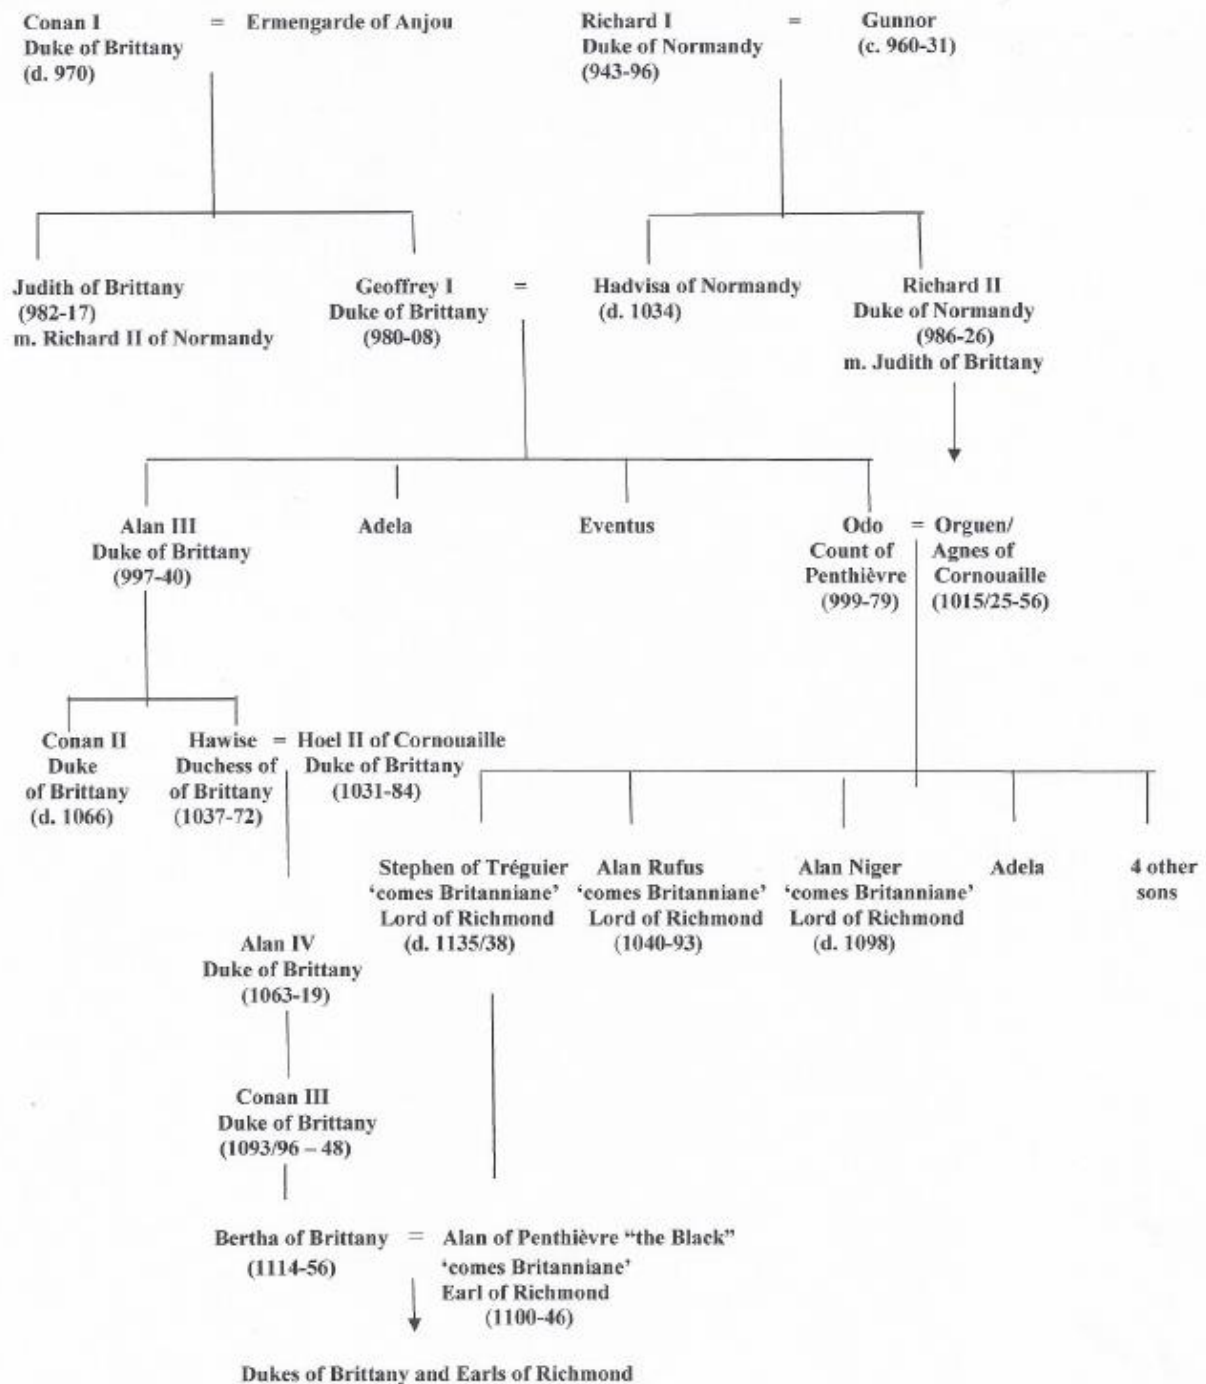 Conan I = Ermengarde of Anjou
Duke of Brittany
(d. 970)
Richard I = Gunnor
Duke of Normandy (c. 960-31)
(943-96)
Judith of Brittany
(982-17)
m. Richard II of Normandy
Geoffrey I =
Duke of Brittany
(980-08)
Hadvisa of Normandy
(d. 1034)
Richard II
Duke of Normandy
(986-26)
m. Judith of Brittany
Alan III
Duke of Brittany
(997-40)
Adela
Eventus
Odo =
Count of
Penthièvre
(999-79)
Orguen/
Agnes of
Cornouaille
(1015/25-56)
Conan II
Duke
of Brittany
(d. 1066)
Hawise =
Duchess of
of Brittany
(1037-72)
Hoel II of Cornouaille
Duke of Brittany
(1031-84)
Stephen of Tréguier
‘comes Britanniane’
Lord of Richmond
(d. 1135/38)
Alan Rufus
‘comes Britanniane’
Lord of Richmond
(1040-93)
Alan Niger
‘comes Britanniane’
Lord of Richmond
(d. 1098)
Adela
4 other
sons
Alan IV
Duke of Brittany
(1063-19)
Conan III
Duke of Brittany
(1093/96 – 48)
Bertha of Brittany =
(1114-56)
Alan of Penthièvre “the Black”
‘comes Britanniane’
Earl of Richmond
(1100-46)
Dukes of Brittany and Earls of Richmond